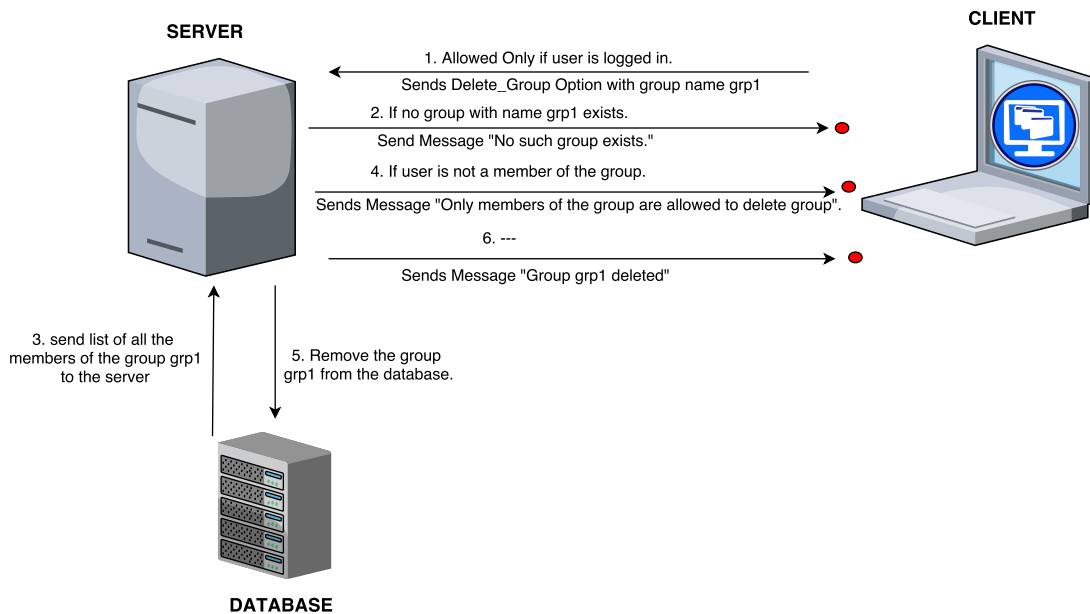 CLIENT
SERVER
1. Allowed Only if user is logged in.
Sends Delete_Group Option with group name grp1
2. If no group with name grp1 exists.
Send Message "No such group exists."
4. If user is not a member of the group.
Sends Message "Only members of the group are allowed to delete group".
6. ---
Sends Message "Group grp1 deleted"
3. send list of all the
members of the group grp1
to the server
5. Remove the group
grp1 from the database.
DATABASE